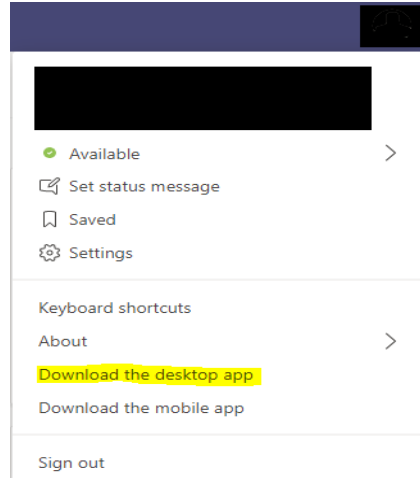 Available
Set status message
Saved
Settings
Keyboard shortcuts
About
Download the desktop app
Download the mobile app
Sign out